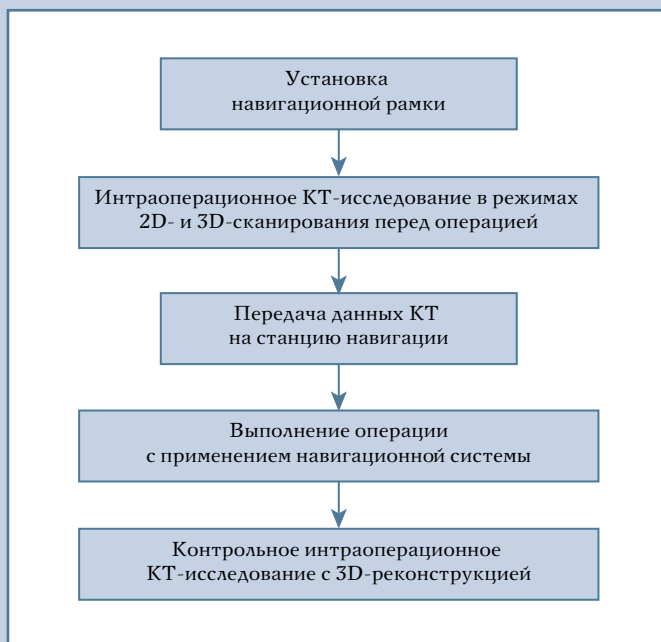 Установка
навигационной рамки
Интраоперационное КТ-исследование в режимах
2D- и 3D-сканирования перед операцией
Передача данных КТ
на станцию навигации
Выполнение операции
с применением навигационной системы
Контрольное интраоперационное
КТ-исследование с 3D-реконструкцией